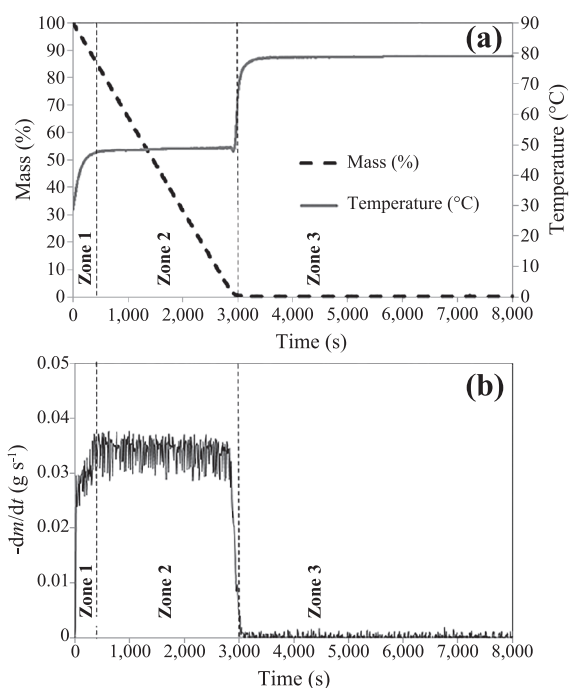 (a)
100
90
80
70
60
50
40
30
20
10
0
Mass (%)
90
80
70
60
50
40
30
20
10
0
Temperature (°C)
Mass (%)
Temperature (°C)
Zone 1
Zone 2
Zone 3
0 1,000 2,000 3,000 4,000 5,000 6,000 7,000 8,000
Time (s)
(b)
0.05
0.04
0.03
0.02
0.01
0
-dm/dt (g s-1)
Zone 1
Zone 2
Zone 3
0 1,000 2,000 3,000 4,000 5,000 6,000 7,000 8,000
Time (s)